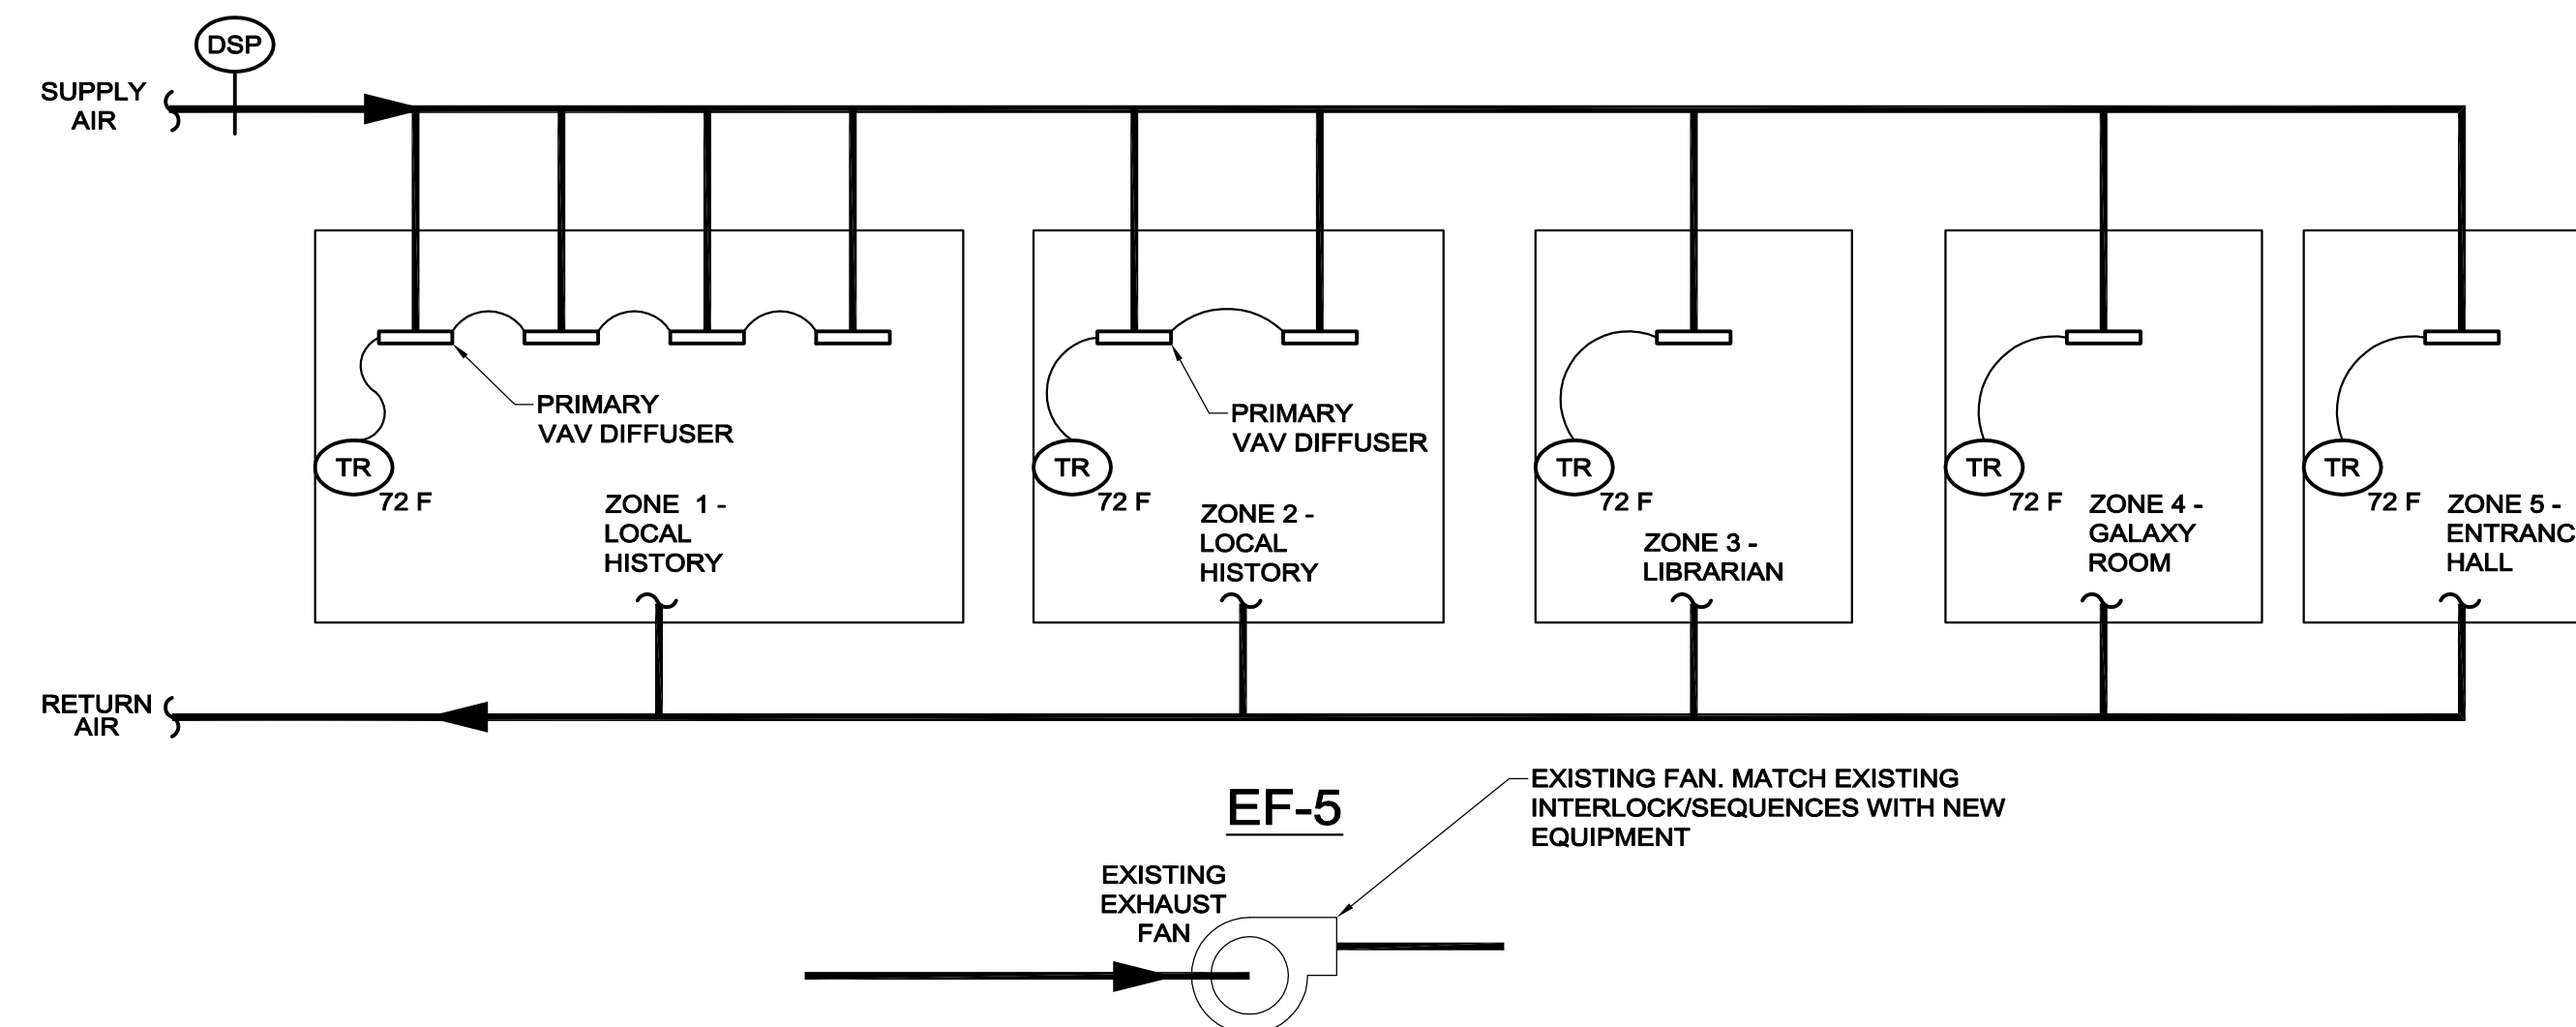 DSP
SUPPLY
AIR
PRIMARY
VAV DIFFUSER
TR
72 F
ZONE 1 -
LOCAL
HISTORY
PRIMARY
VAV DIFFUSER
TR
72 F
ZONE 2 -
LOCAL
HISTORY
TR
72 F
ZONE 3 -
LIBRARIAN
TR
72 F
ZONE 4 -
GALAXY
ROOM
TR
72 F
ZONE 5 -
ENTRANC
HALL
RETURN
AIR
EF-5
EXISTING FAN. MATCH EXISTING
INTERLOCK/SEQUENCES WITH NEW
EQUIPMENT
EXISTING
EXHAUST
FAN